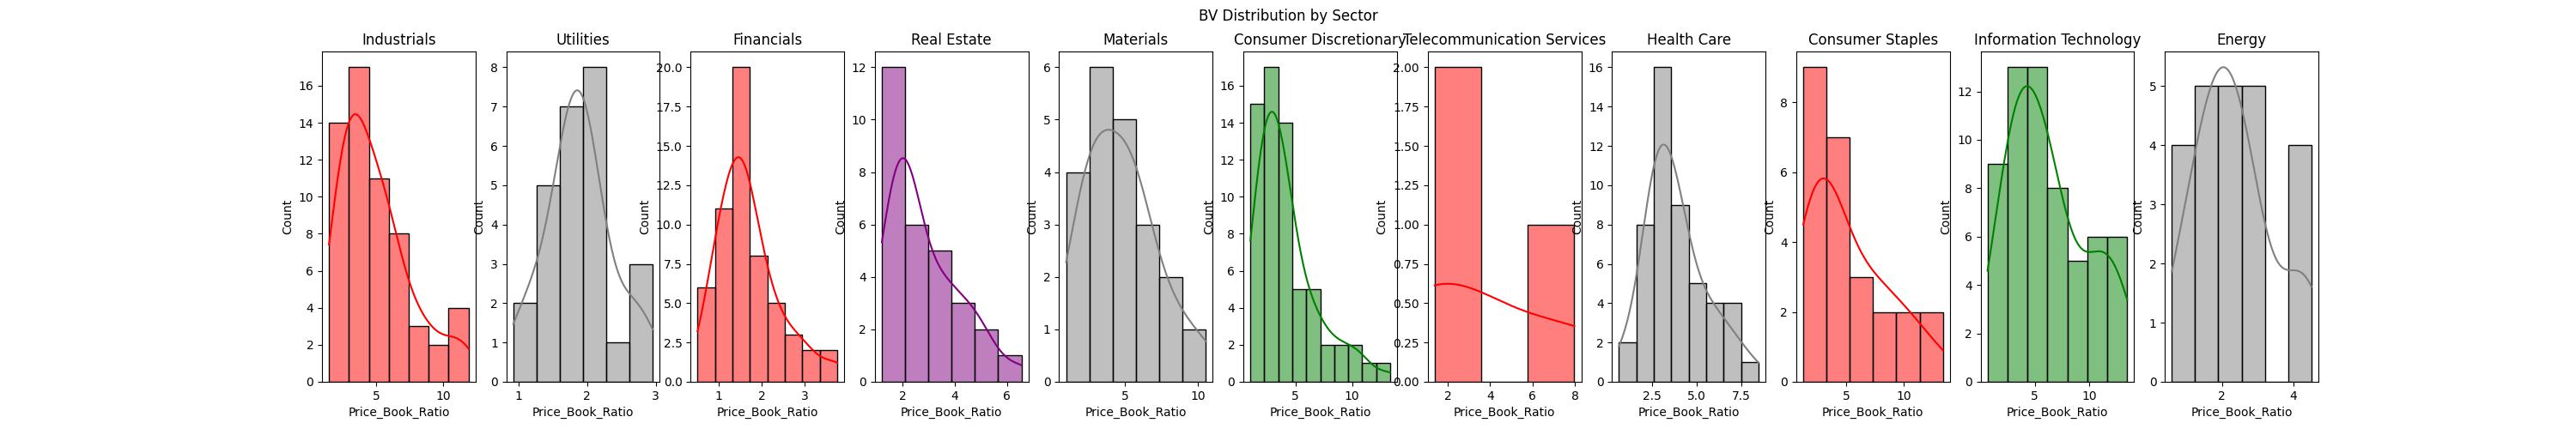 BV Distribution by Sector
Industrials
Count
16
14
12
10
8
6
4
2
0
5 10
Price_Book_Ratio
Utilities
Count
8
7
6
5
4
3
2
1
0
1 2 3
Price_Book_Ratio
Financials
Count
20.0
17.5
15.0
12.5
10.0
7.5
5.0
2.5
0.0
1 2 3
Price_Book_Ratio
Real Estate
Count
12
10
8
6
4
2
0
2 4 6
Price_Book_Ratio
Materials
Count
6
5
4
3
2
1
0
5 10
Price_Book_Ratio
Consumer Discretionary
Count
16
14
12
10
8
6
4
2
0
5 10
Price_Book_Ratio
Telecommunication Services
Count
2.00
1.75
1.50
1.25
1.00
0.75
0.50
0.25
0.00
2 4 6 8
Price_Book_Ratio
Health Care
Count
16
14
12
10
8
6
4
2
0
2.5 5.0 7.5
Price_Book_Ratio
Consumer Staples
Count
8
6
4
2
0
5 10
Price_Book_Ratio
Information Technology
Count
12
10
8
6
4
2
0
5 10
Price_Book_Ratio
Energy
Count
5
4
3
2
1
0
2 4
Price_Book_Ratio